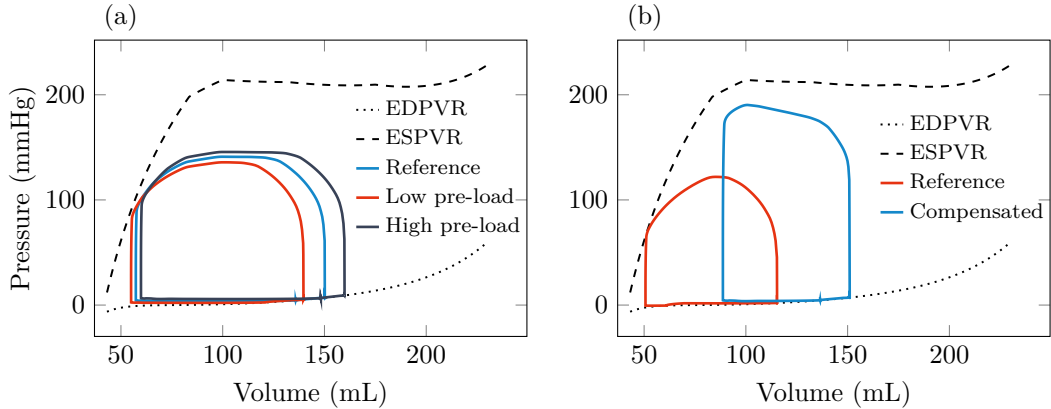 (a)
Pressure (mmHg)
200
100
0
50
100
150
200
Volume (mL)
EDPVR
ESPVR
Reference
Low pre-load
High pre-load
(b)
200
100
0
50
100
150
200
Volume (mL)
EDPVR
ESPVR
Reference
Compensated